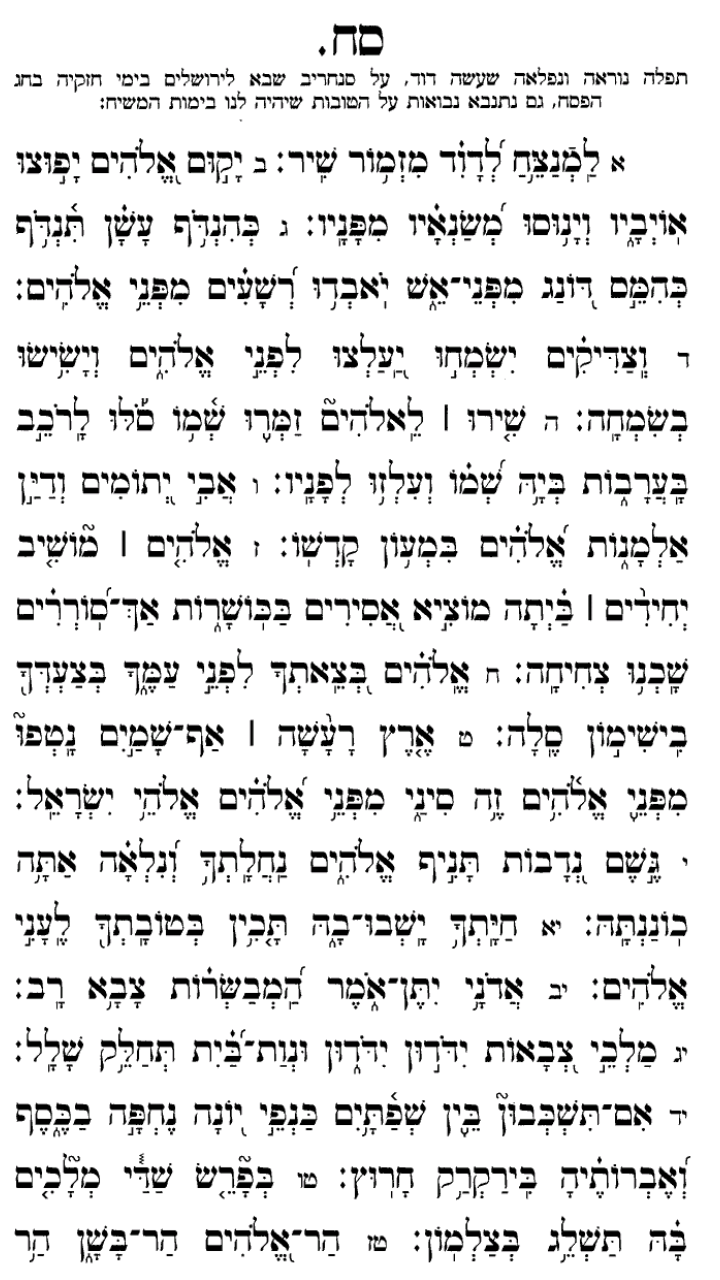 סח.
תפלה נוראה ונפלאה שעשה דוד, על סנחריב שבא לירושלים בימי חזקיה בחג
הפסח, גם נתנבא נבואות על הטובות שיהיה לנו בימות המשיח:
א לַמְנַצֵּחַ לְדָוִד מִזְמוֹר שִׁיר: ב יָקוּם אֱלֹהִים יָפוּצוּ
אוֹיְבָיו וְיָנוּסוּ מְשַׂנְאָיו מִפָּנָיו: ג כְּהִנְדֹּף עָשָׁן תִּנְדֹּף
כְּהִמֵּס דּוֹנַג מִפְּנֵי־אֵשׁ יֹאבְדוּ רְשָׁעִים מִפְּנֵי אֱלֹהִים:
ד וְצַדִּיקִים יִשְׂמְחוּ יַעַלְצוּ לִפְנֵי אֱלֹהִים וְיָשִׂישׂוּ
בְשִׂמְחָה: ה שִׁירוּ | לֵאלֹהִים זַמְּרוּ שְׁמוֹ סֹלּוּ לָרֹכֵב
בָּעֲרָבוֹת בְּיָהּ שְׁמוֹ וְעִלְזוּ לְפָנָיו: ו אֲבִי יְתוֹמִים וְדַיַּן
אַלְמָנוֹת אֱלֹהִים בִּמְעוֹן קָדְשׁוֹ: ז אֱלֹהִים | מוֹשִׁיב
יְחִידִים | בַּיְתָה מוֹצִיא אֲסִירִים בַּכּוֹשָׁרוֹת אַךְ־סוֹרְרִים
שָׁכְנוּ צְחִיחָה: ח אֱלֹהִים בְּצֵאתְךָ לִפְנֵי עַמֶּךָ בְּצַעְדְּךָ
בִישִׁימוֹן סֶלָה: ט אֶרֶץ רָעָשָׁה | אַף־שָׁמַיִם נָטְפוּ
מִפְּנֵי אֱלֹהִים זֶה סִינַי מִפְּנֵי אֱלֹהִים אֱלֹהֵי יִשְׂרָאֵל:
י גֶּשֶׁם נְדָבוֹת תָּנִיף אֱלֹהִים נַחֲלָתְךָ וְנִלְאָה אַתָּה
כוֹנַנְתָּהּ: יא חַיָּתְךָ יָשְׁבוּ־בָהּ תָּכִין בְּטוֹבָתְךָ לֶעָנִי
אֱלֹהִים: יב אֲדֹנָי יִתֶּן־אֹמֶר הַמְבַשְּׂרוֹת צָבָא רָב:
יג מַלְכֵי צְבָאוֹת יִדֹּדוּן יִדֹּדוּן וּנְוַת־בַּיִת תְּחַלֵּק שָׁלָל:
יד אִם־תִּשְׁכְּבוּן בֵּין שְׁפַתָּיִם כַּנְפֵי יוֹנָה נֶחְפָּה בַכֶּסֶף
וְאֶבְרוֹתֶיהָ בִּירַקְרַק חָרוּץ: טו בְּפָרֵשׂ שַׁדַּי מְלָכִים
בָּהּ תַּשְׁלֵג בְּצַלְמוֹן: טז הַר־אֱלֹהִים הַר־בָּשָׁן הַר